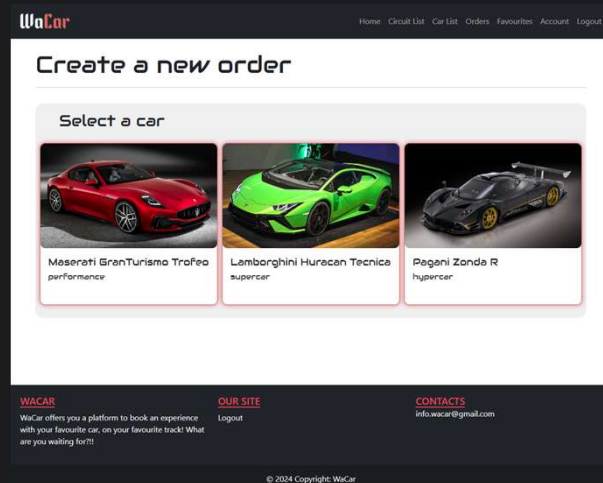 WaCar
Home Circuit List Car List Orders Favourites Account Logout
Create a new order
Select a car
Maserati GranTurismo Trofeo
performance
Lamborghini Huracan Tecnica
supercar
Pagani Zonda R
hypercar
WACAR
WaCar offers you a platform to book an experience
with your favourite car, on your favourite track! What
are you waiting for?!!
OUR SITE
Logout
CONTACTS
info.wacar@gmail.com
© 2024 Copyright: WaCar